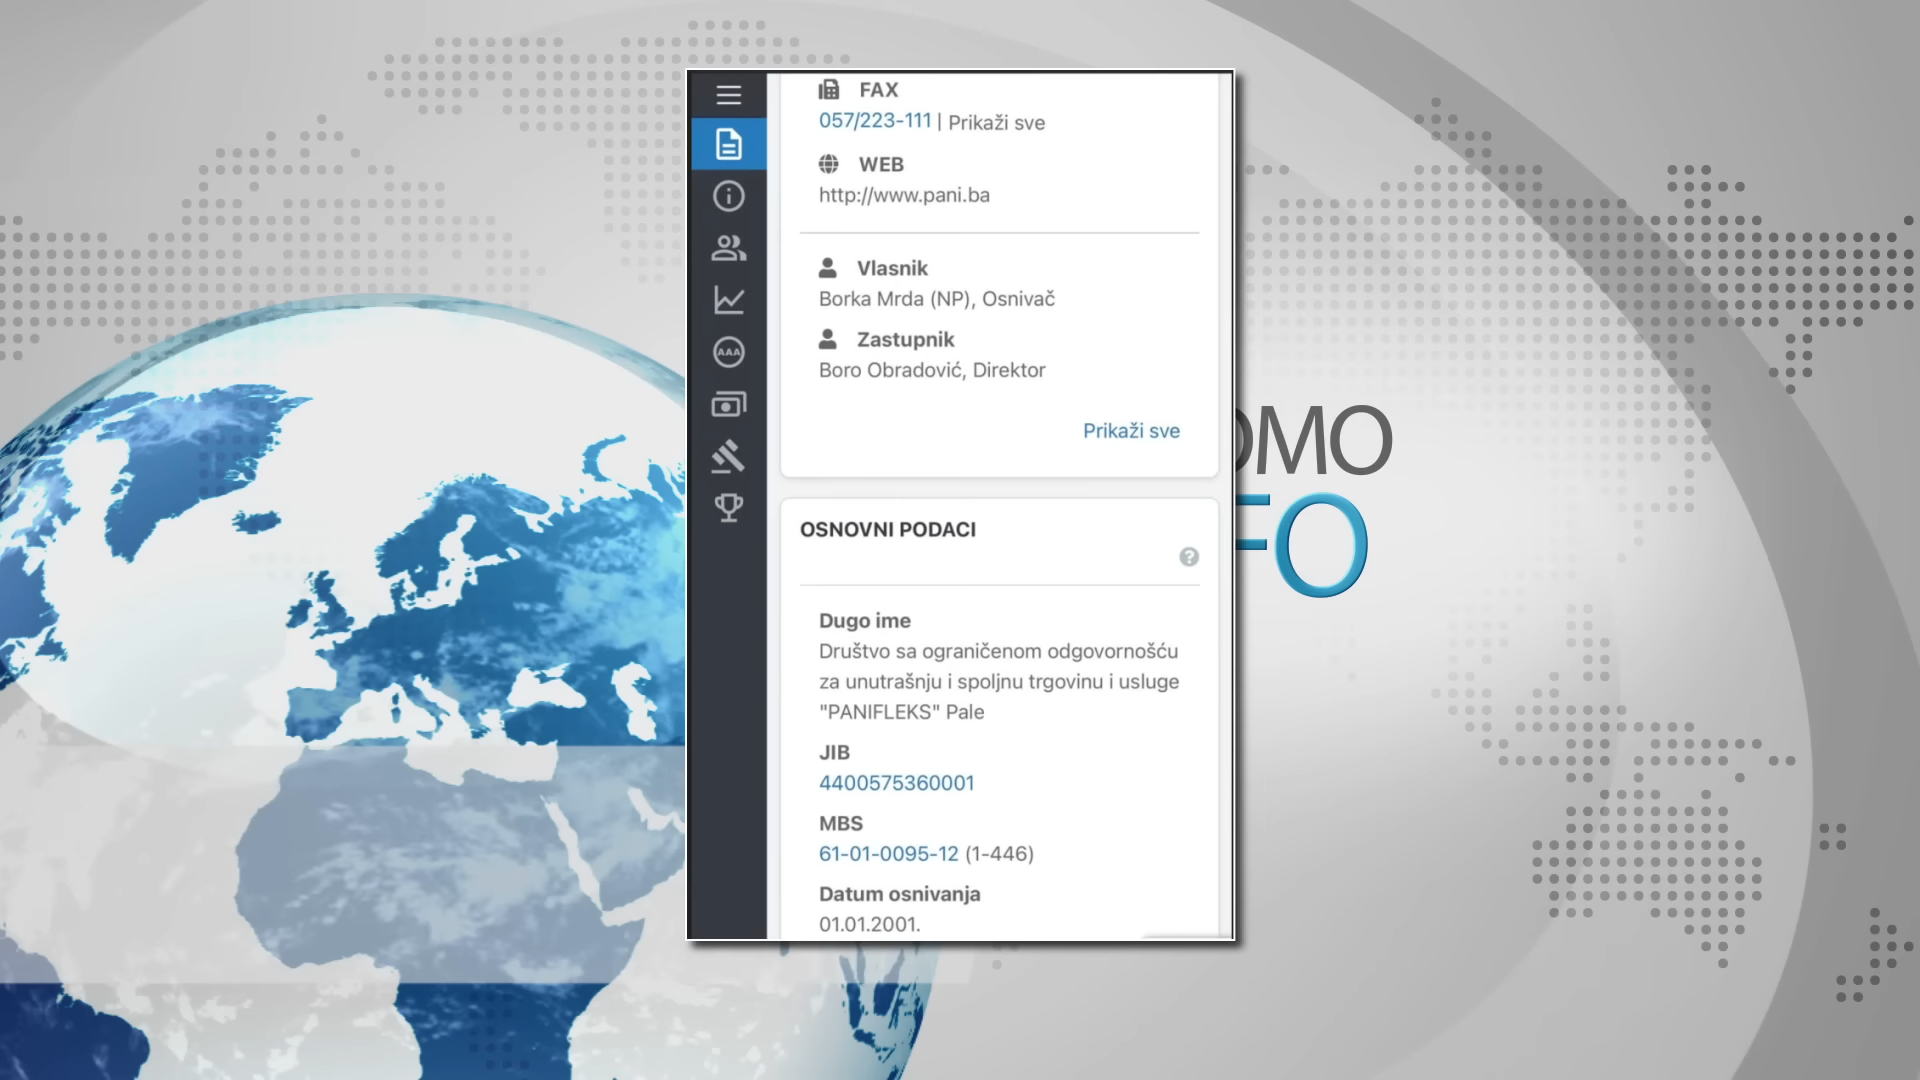 FAX
057/223-111 | Prikaži sve
WEB
http://www.pani.ba
Vlasnik
Borka Mrda (NP), Osnivač
Zastupnik
Boro Obradović, Direktor
Prikaži sve
OSNOVNI PODACI
?
Dugo ime
Društvo sa ograničenom odgovornošću
za unutrašnju i spoljnu trgovinu i usluge
"PANIFLEKS" Pale
JIB
4400575360001
MBS
61-01-0095-12 (1-446)
Datum osnivanja
01.01.2001.
AAA
OMO
FO